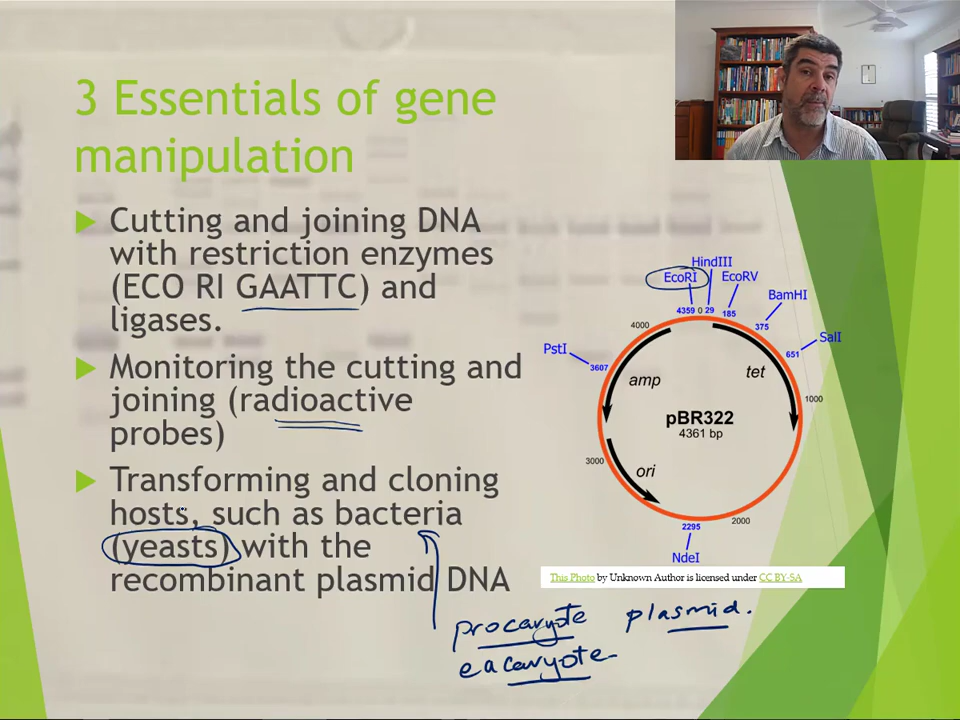 3 Essentials of gene
manipulation
Cutting and joining DNA
with restriction enzymes
(ECO RI GAATTC) and
ligases.
Monitoring the cutting and
joining (radioactive
probes)
Transforming and cloning
hosts, such as bacteria
(yeasts) with the
recombinant plasmid DNA
HindIII
EcoRI
EcoRV
BamHI
SalI
PstI
4359 0 29
185
375
651
3607
4000
1000
amp
tet
pBR322
4361 bp
ori
3000
2000
2295
NdeI
This Photo by Unknown Author is licensed under CC BY-SA
procaryote plasmid.
eacaryote